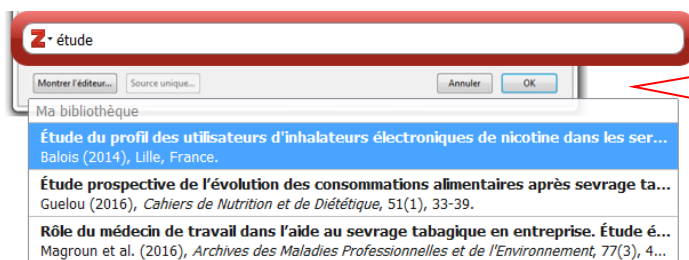 Z étude
Montrer l'éditeur... Source unique... Annuler OK
Ma bibliothèque
Étude du profil des utilisateurs d'inhalateurs électroniques de nicotine dans les ser...
Balois (2014), Lille, France.
Étude prospective de l’évolution des consommations alimentaires après sevrage ta...
Guelou (2016), Cahiers de Nutrition et de Diététique, 51(1), 33-39.
Rôle du médecin de travail dans l’aide au sevrage tabagique en entreprise. Étude é...
Magroun et al. (2016), Archives des Maladies Professionnelles et de l'Environnement, 77(3), 4...